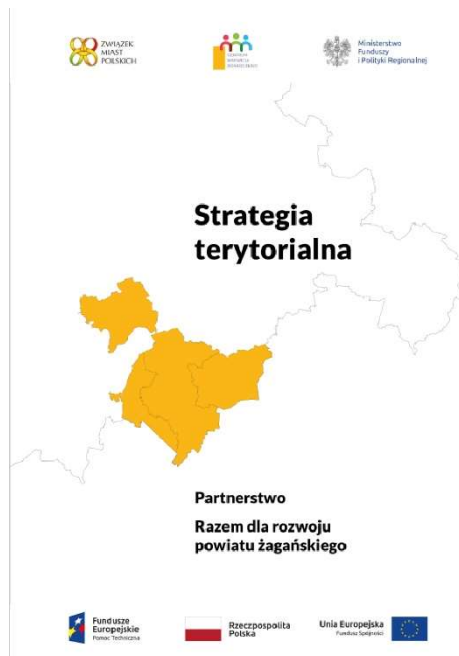 ZWIĄZEK
MIAST
POLSKICH
Ministerstwo
Funduszy
i Polityki Regionalnej
Strategia
terytorialna
Partnerstwo
Razem dla rozwoju
powiatu żagańskiego
Fundusze
Europejskie
Pomoc Techniczna
Rzeczpospolita
Polska
Unia Europejska
Fundusz Spójności